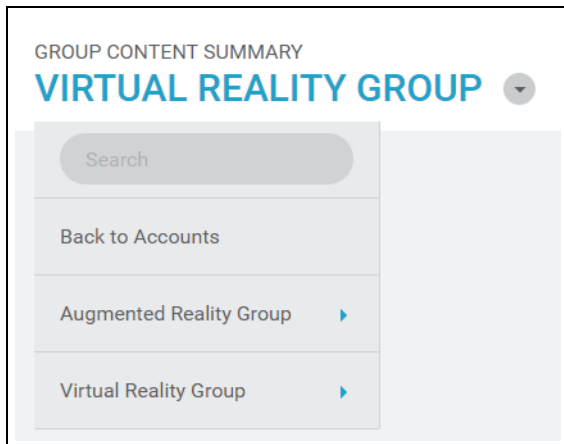 GROUP CONTENT SUMMARY
VIRTUAL REALITY GROUP
Search
Back to Accounts
Augmented Reality Group
Virtual Reality Group